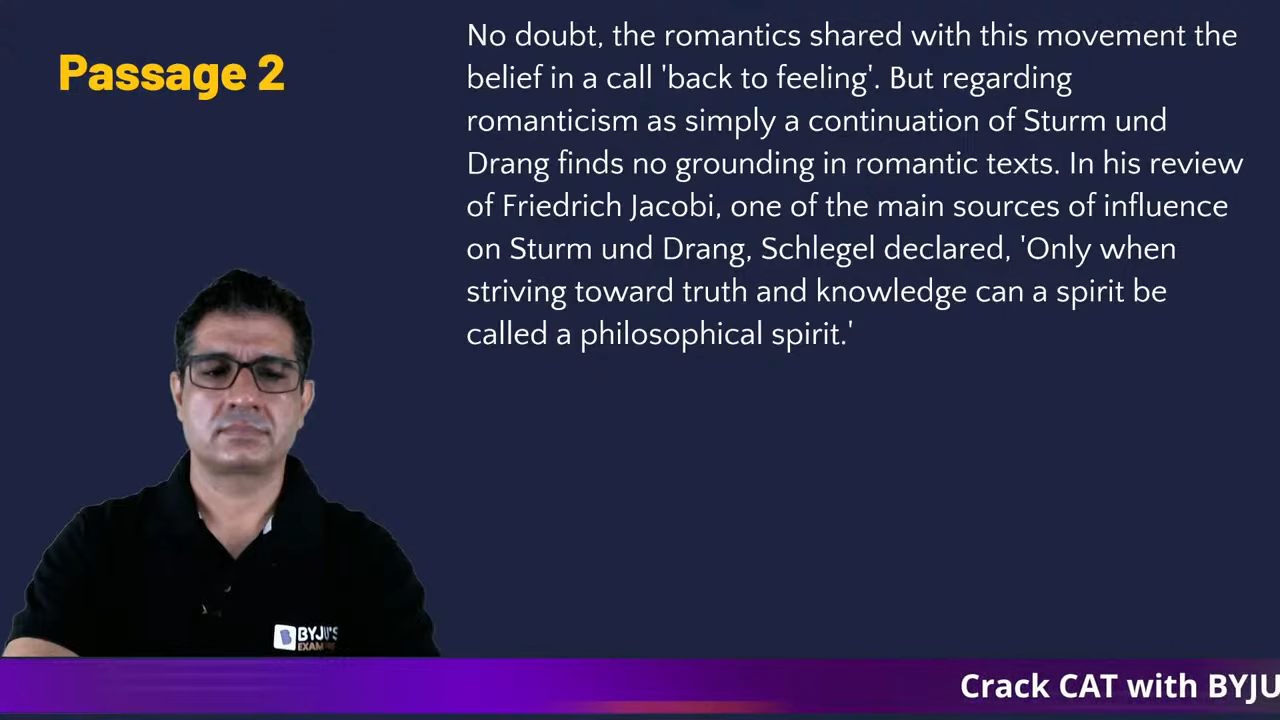 Passage 2
No doubt, the romantics shared with this movement the
belief in a call 'back to feeling'. But regarding
romanticism as simply a continuation of Sturm und
Drang finds no grounding in romantic texts. In his review
of Friedrich Jacobi, one of the main sources of influence
on Sturm und Drang, Schlegel declared, 'Only when
striving toward truth and knowledge can a spirit be
called a philosophical spirit.'
BYJU'S
EXAM
Crack CAT with BYJU